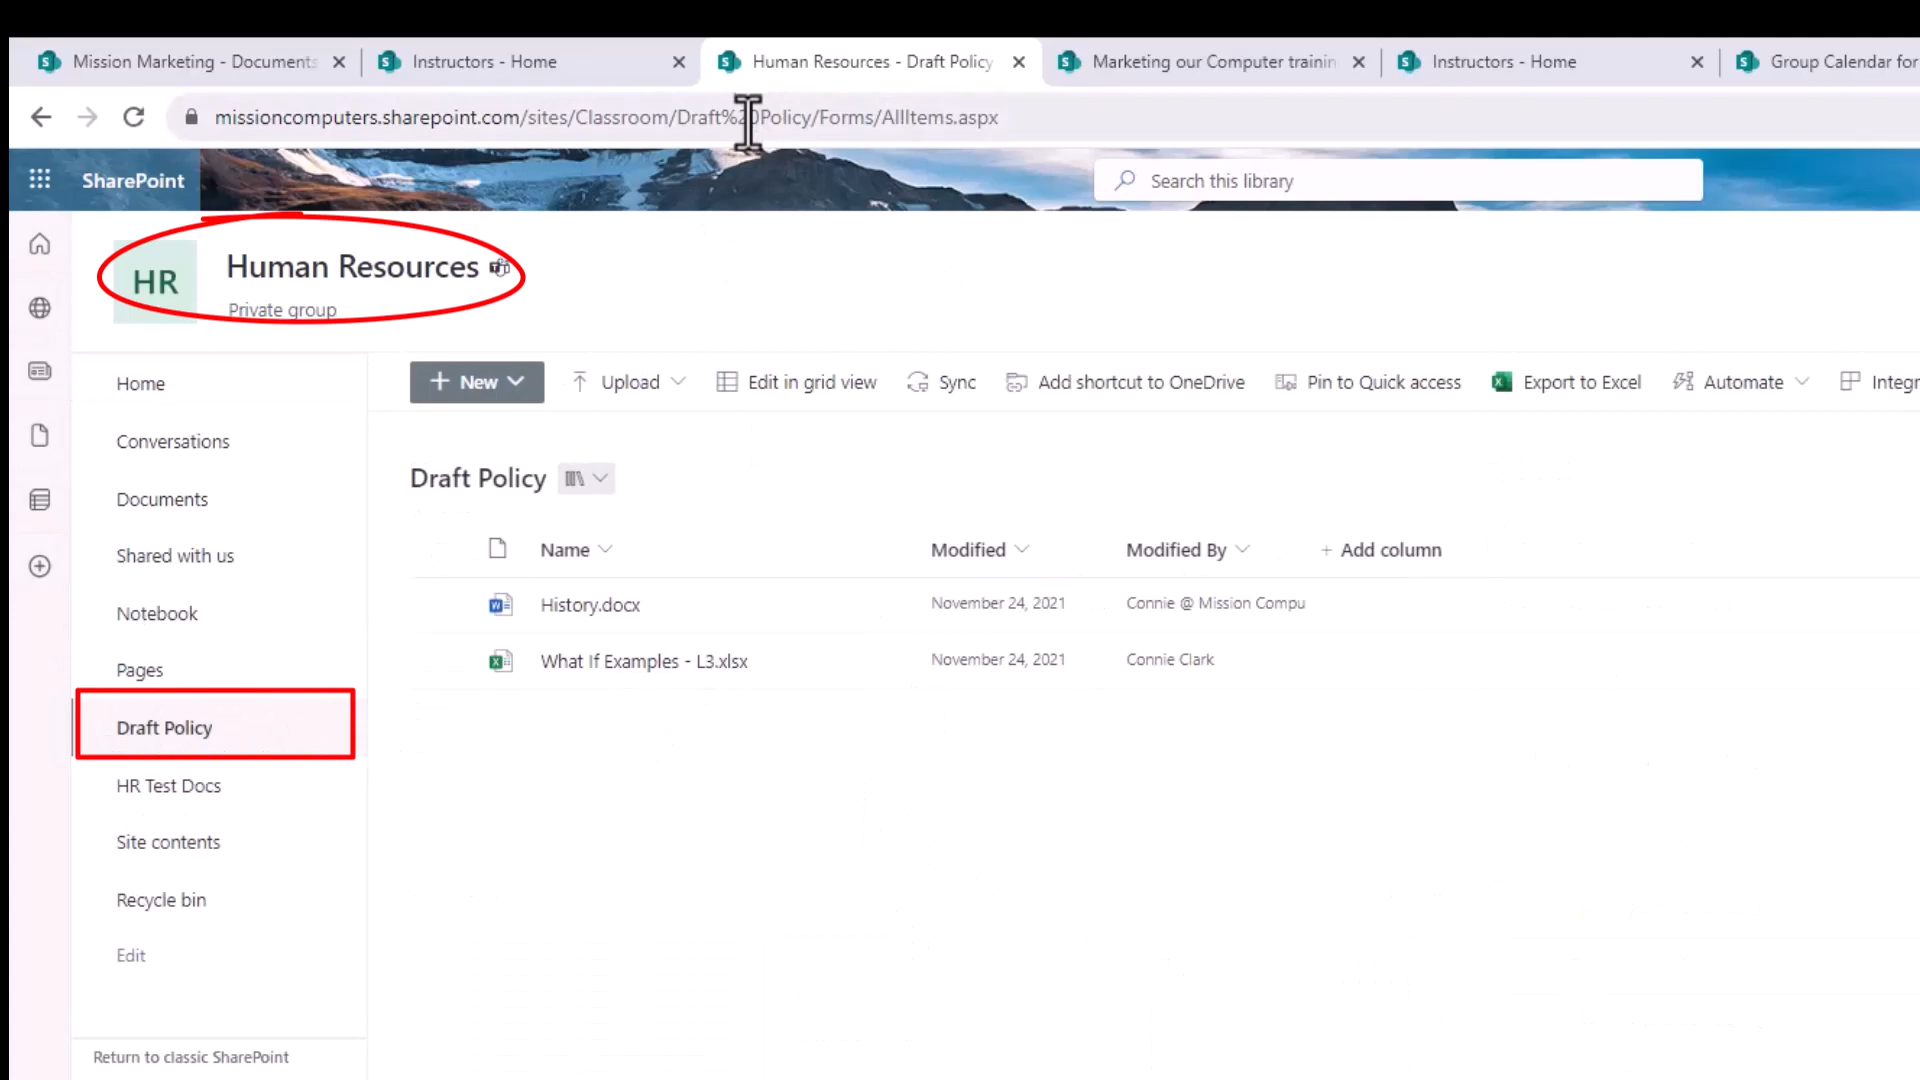 Mission Marketing - Documents
Instructors - Home
Human Resources - Draft Policy
Marketing our Computer trainin
Instructors - Home
Group Calendar for
missioncomputers.sharepoint.com/sites/Classroom/Draft%20Policy/Forms/AllItems.aspx
SharePoint
Search this library
HR
Human Resources
Private group
New
Upload
Edit in grid view
Sync
Add shortcut to OneDrive
Pin to Quick access
Export to Excel
Automate
Integr
Home
Conversations
Documents
Shared with us
Notebook
Pages
Draft Policy
HR Test Docs
Site contents
Recycle bin
Edit
Return to classic SharePoint
Draft Policy
Name Modified Modified By + Add column
History.docx November 24, 2021 Connie @ Mission Compu
What If Examples - L3.xlsx November 24, 2021 Connie Clark